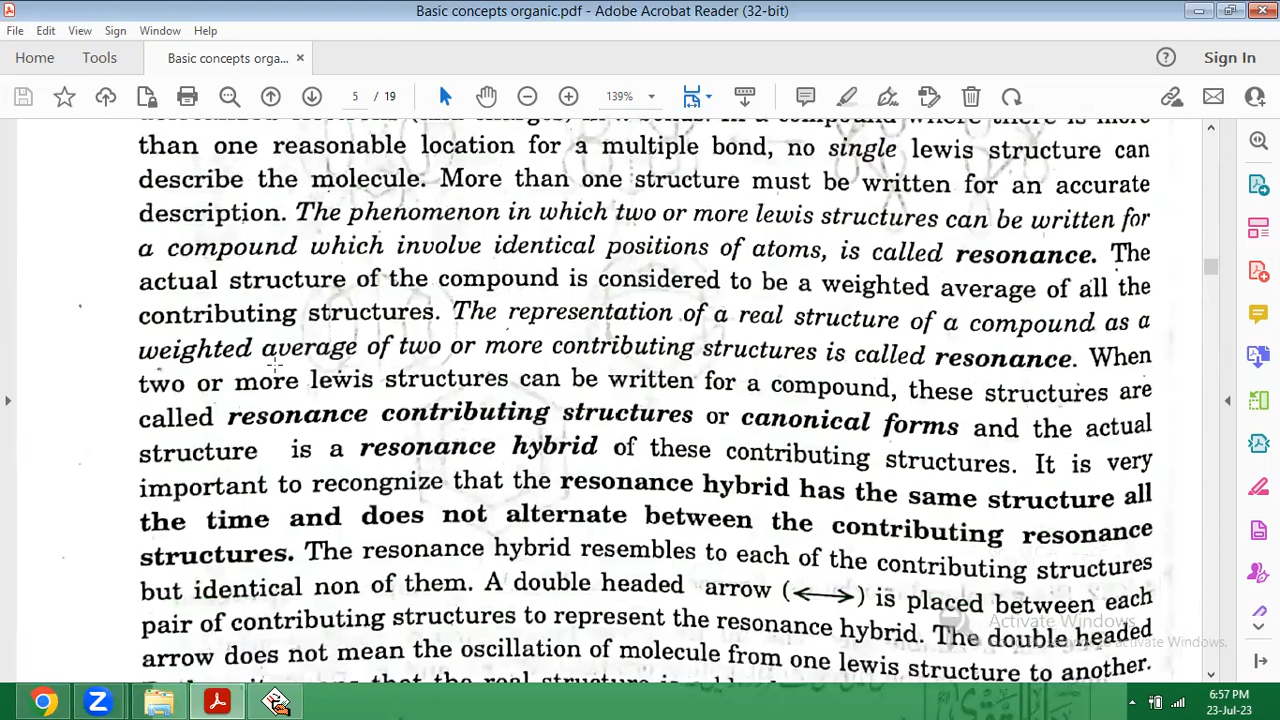 Basic concepts organic.pdf - Adobe Acrobat Reader (32-bit)
File Edit View Sign Window Help
Home Tools Basic concepts orga... × Sign In
5 / 19 139%
than one reasonable location for a multiple bond, no single lewis structure can
describe the molecule. More than one structure must be written for an accurate
description. The phenomenon in which two or more lewis structures can be written for
a compound which involve identical positions of atoms, is called resonance. The
actual structure of the compound is considered to be a weighted average of all the
contributing structures. The representation of a real structure of a compound as a
weighted average of two or more contributing structures is called resonance. When
two or more lewis structures can be written for a compound, these structures are
called resonance contributing structures or canonical forms and the actual
structure is a resonance hybrid of these contributing structures. It is very
important to recongnize that the resonance hybrid has the same structure all
the time and does not alternate between the contributing resonance
structures. The resonance hybrid resembles to each of the contributing structures
but identical non of them. A double headed arrow (⟷) is placed between each
pair of contributing structures to represent the resonance hybrid. The double headed
arrow does not mean the oscillation of molecule from one lewis structure to another.
Activate Windows
6:57 PM
23-Jul-23